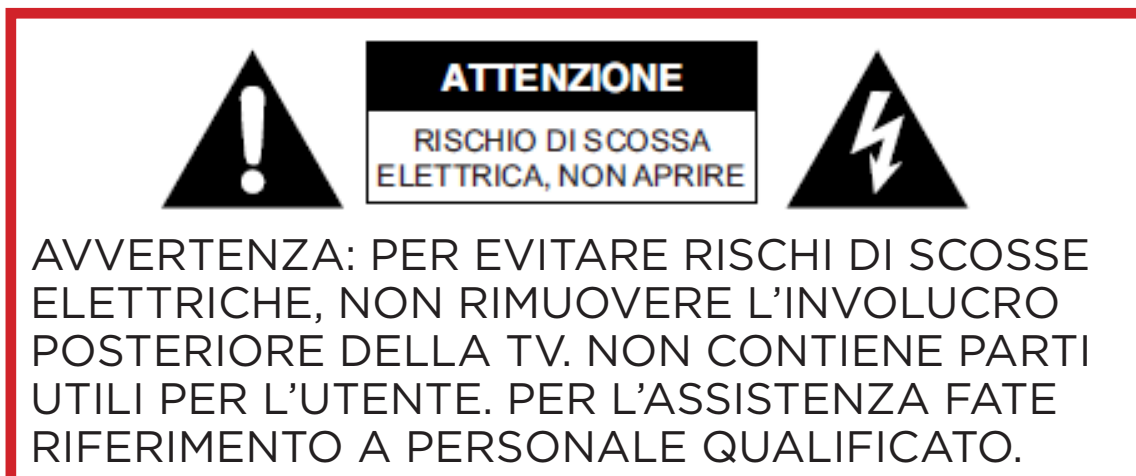 ATTENZIONE
RISCHIO DI SCOSSA
ELETTRICA, NON APRIRE
AVVERTENZA: PER EVITARE RISCHI DI SCOSSE
ELETTRICHE, NON RIMUOVERE L’INVOLUCRO
POSTERIORE DELLA TV. NON CONTIENE PARTI
UTILI PER L’UTENTE. PER L’ASSISTENZA FATE
RIFERIMENTO A PERSONALE QUALIFICATO.